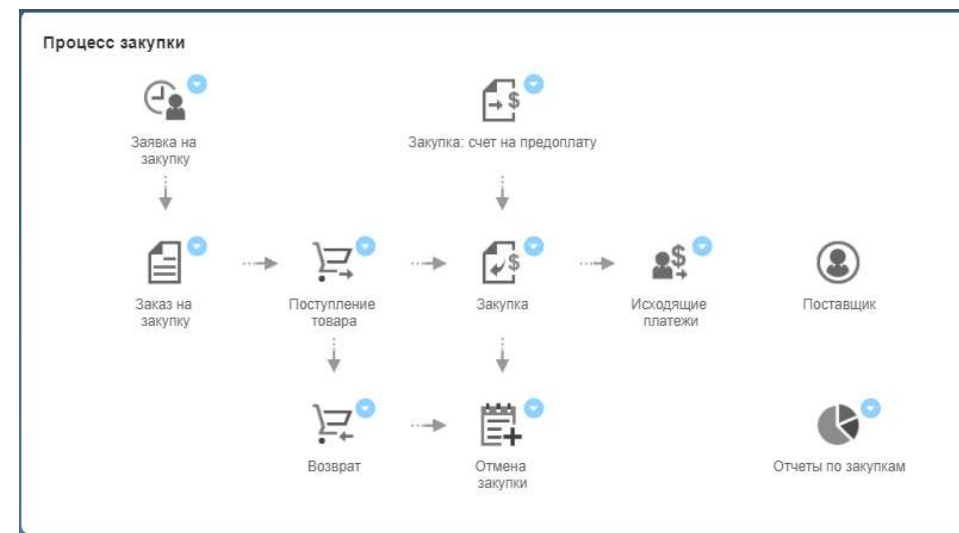 Процесс закупки
Заявка на
закупку
Закупка: счет на предоплату
Заказ на
закупку
Поступление
товара
Закупка
Исходящие
платежи
Поставщик
Возврат
Отмена
закупки
Отчеты по закупкам